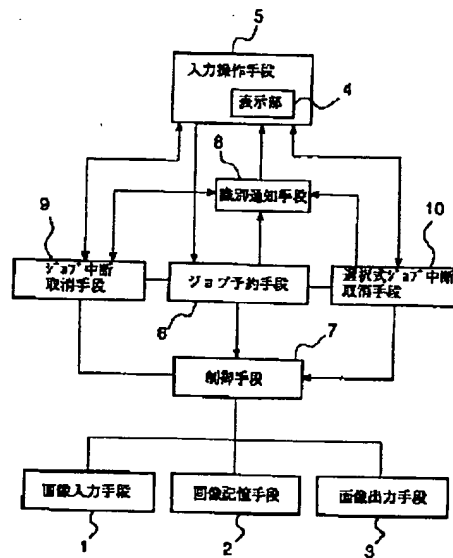 5
入力操作手段
表示部
4
8
識別通知手段
9
10
ジョブ中断
取消手段
ジョブ予約手段
選択式ジョブ中断
取消手段
6
7
制御手段
画像入力手段
画像記憶手段
画像出力手段
1
2
3